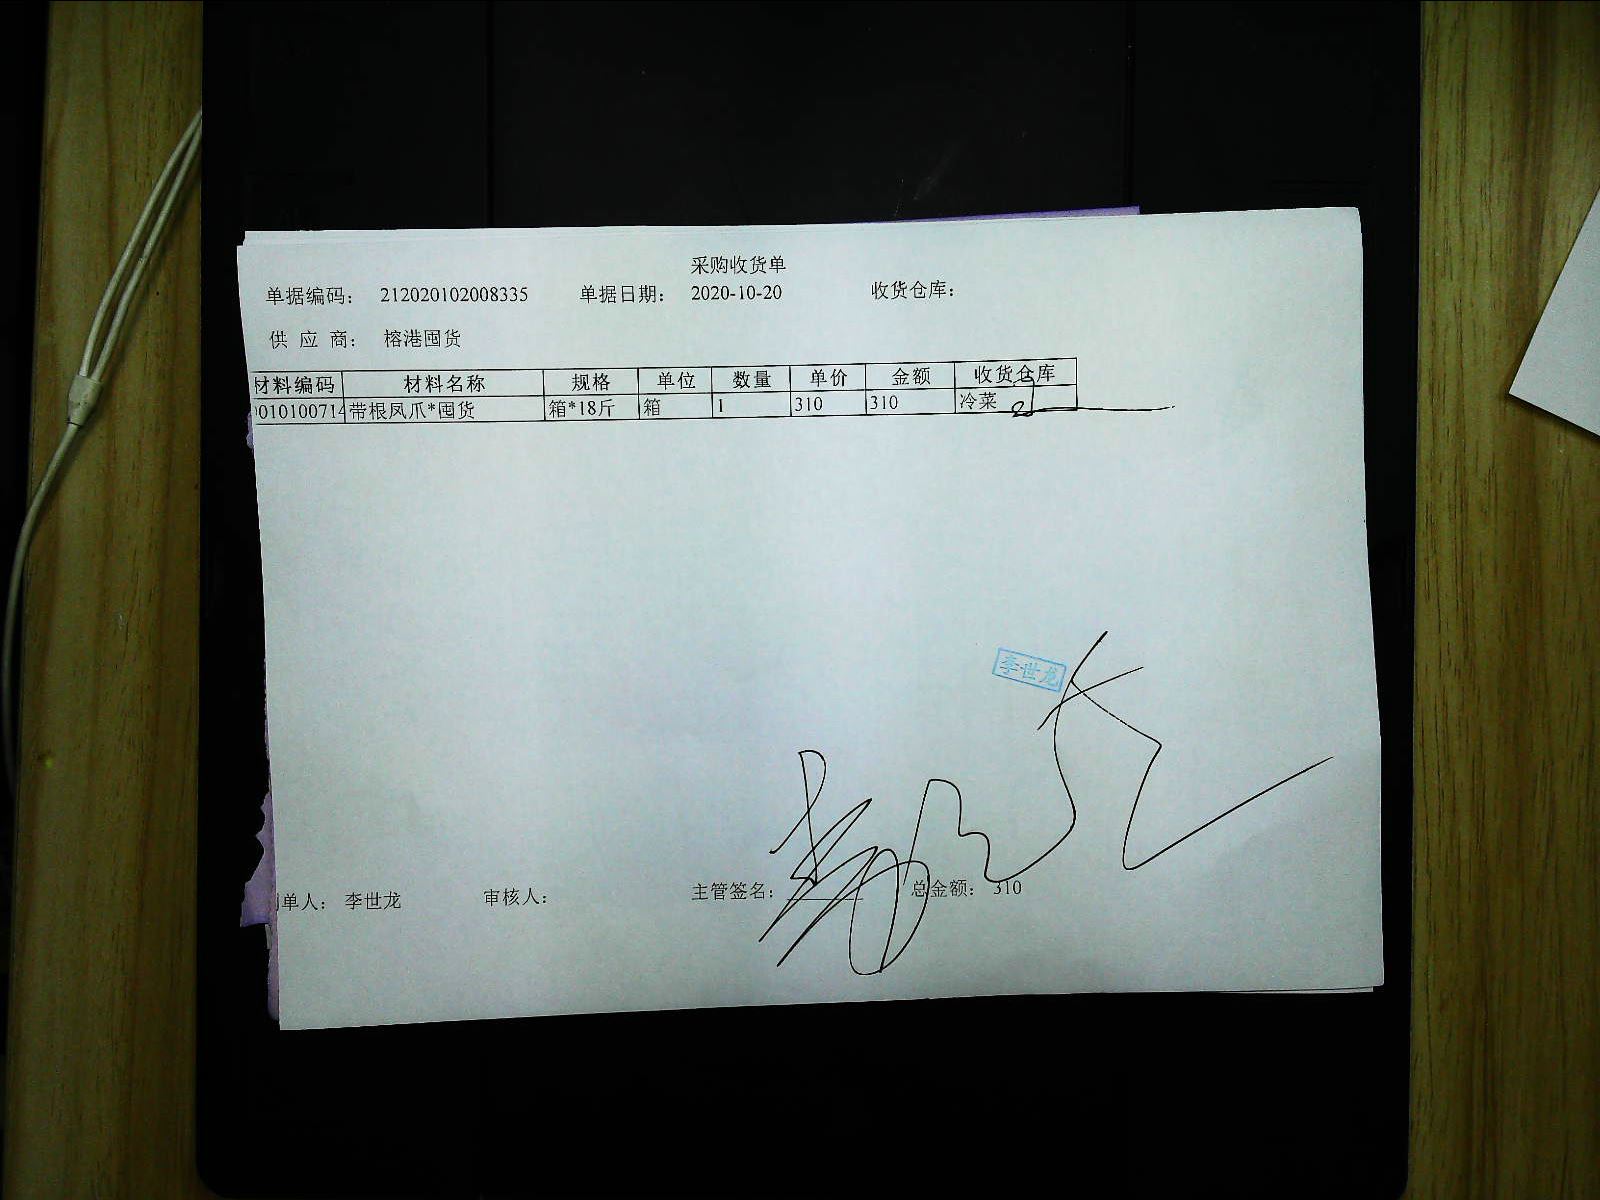 采购收货单
单据编码： 212020102008335 单据日期： 2020-10-20 收货仓库：
供 应 商： 榕港囤货
材料编码 材料名称 规格 单位 数量 单价 金额 收货仓库
010100714 带根凤爪*囤货 箱*18斤 箱 1 310 310 冷菜
李世龙
单人： 李世龙 审核人： 主管签名： 总金额： 310